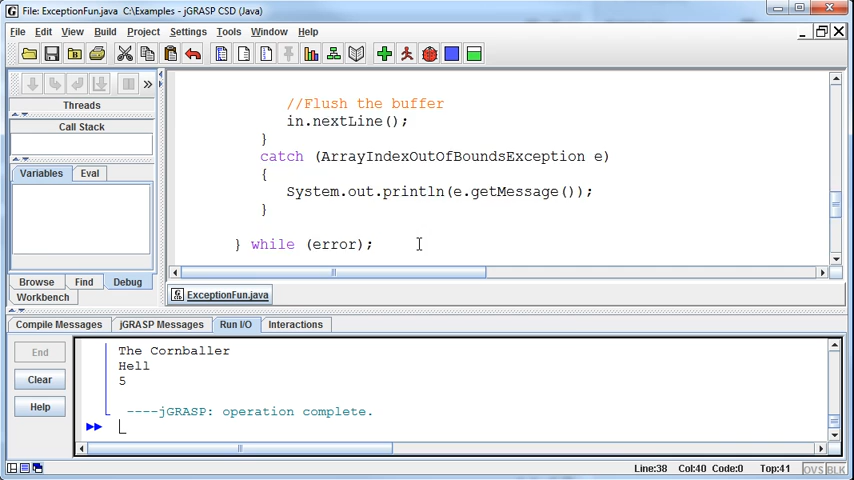 File: ExceptionFun.java C:\Examples - jGRASP CSD (Java)
File Edit View Build Project Settings Tools Window Help
Threads
Call Stack
Variables Eval
Browse Find Debug
Workbench
//Flush the buffer
in.nextLine();
}
catch (ArrayIndexOutOfBoundsException e)
{
System.out.println(e.getMessage());
}
} while (error);
ExceptionFun.java
Compile Messages jGRASP Messages Run I/O Interactions
End
Clear
Help
The Cornballer
Hell
5
----jGRASP: operation complete.
Line:38 Col:40 Code:0 Top:41 OVS BLK